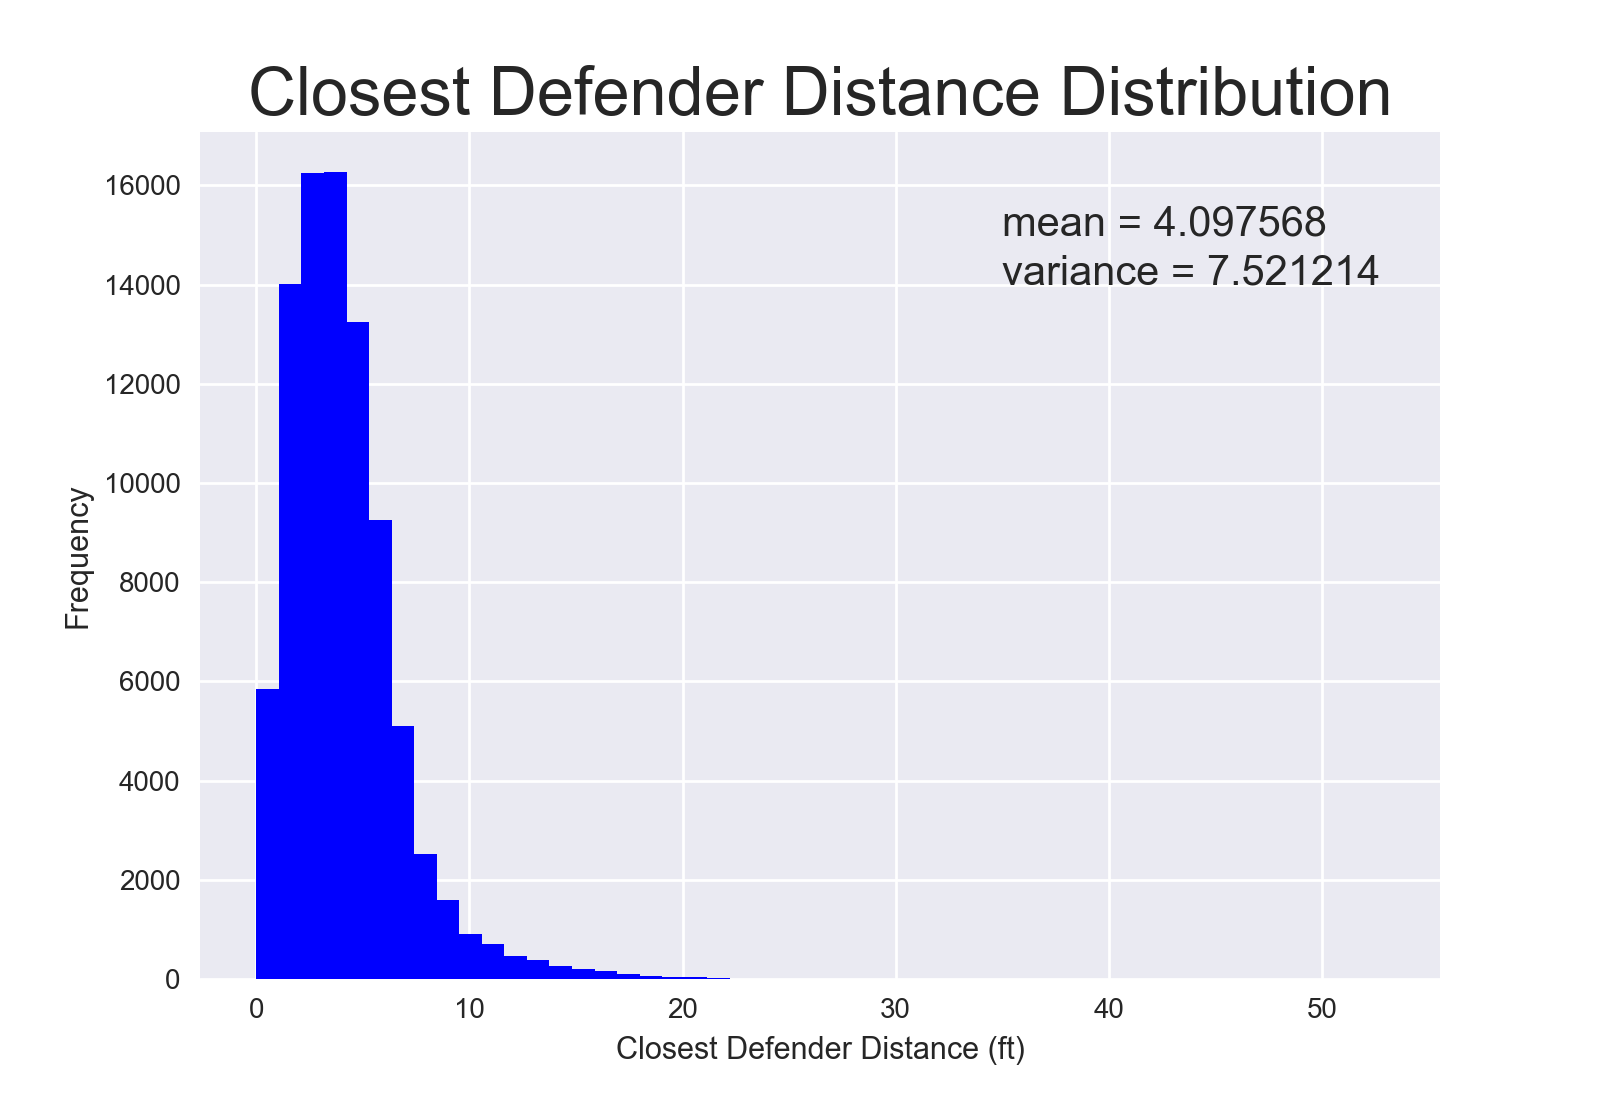 Closest Defender Distance Distribution
mean = 4.097568
variance = 7.521214
16000
14000
12000
10000
8000
6000
4000
2000
0
Frequency
0 10 20 30 40 50
Closest Defender Distance (ft)